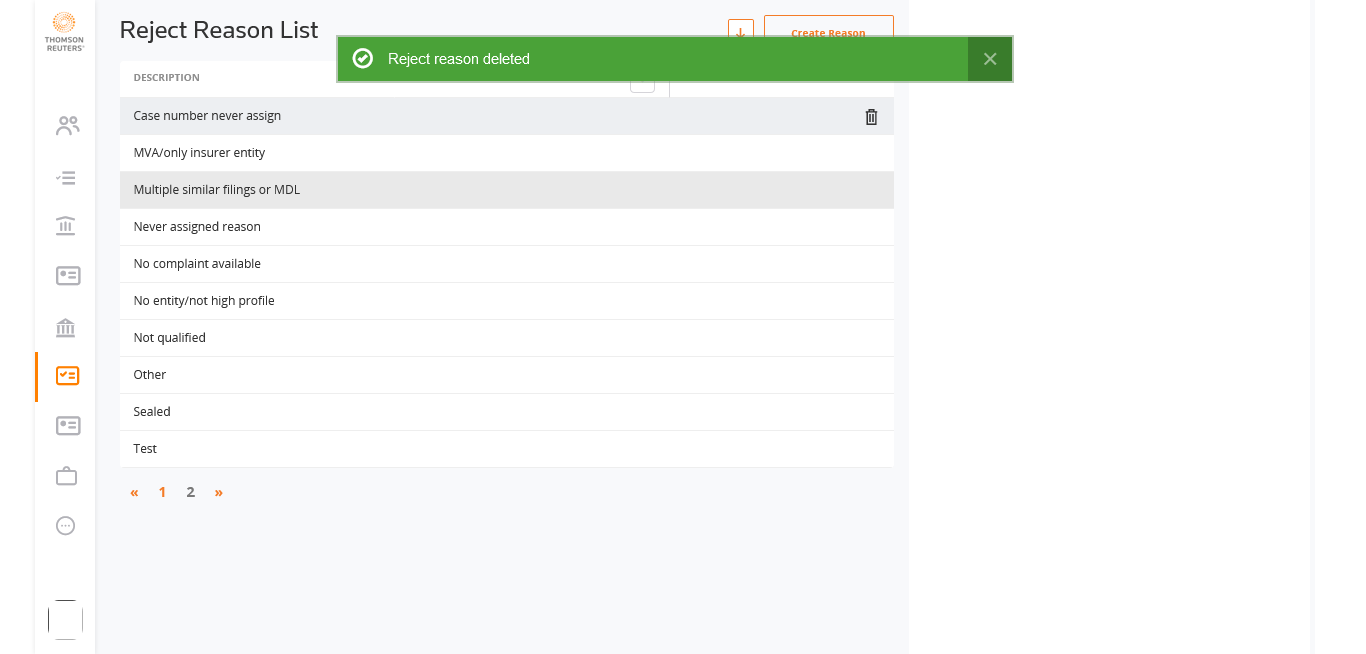 THOMSON
REUTERS
Reject Reason List
Create Reason
Reject reason deleted
DESCRIPTION
Case number never assign
MVA/only insurer entity
Multiple similar filings or MDL
Never assigned reason
No complaint available
No entity/not high profile
Not qualified
Other
Sealed
Test
« 1 2 »